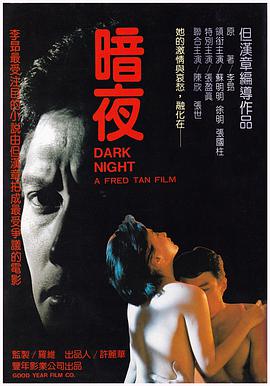 但漢章編導作品
原著/李昂
領銜主演/蘇明明 徐明 張國柱
特別主演/張盈真
聯合主演/陳欣 張世
她的激情與哀愁，融化在——
暗夜
DARK
NIGHT
A FRED TAN FILM
李昂最受注目的小說由但漢章拍成最受爭議的電影
監製/羅維 出品人/許麗華
豐年影業公司出品
GOOD YEAR FILM CO.